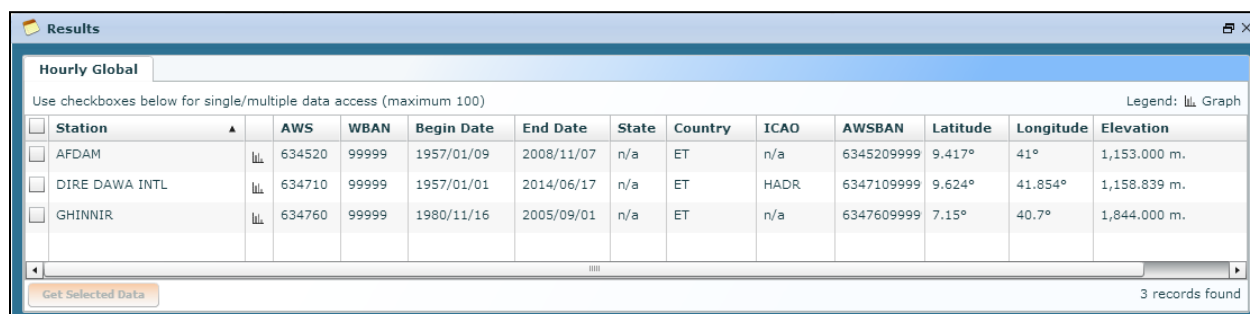 Results
Hourly Global
Use checkboxes below for single/multiple data access (maximum 100) Legend: Graph
Station AWS WBAN Begin Date End Date State Country ICAO AWSBAN Latitude Longitude Elevation
AFDAM 634520 99999 1957/01/09 2008/11/07 n/a ET n/a 6345209999 9.417° 41° 1,153.000 m.
DIRE DAWA INTL 634710 99999 1957/01/01 2014/06/17 n/a ET HADR 6347109999 9.624° 41.854° 1,158.839 m.
GHINNIR 634760 99999 1980/11/16 2005/09/01 n/a ET n/a 6347609999 7.15° 40.7° 1,844.000 m.
Get Selected Data 3 records found